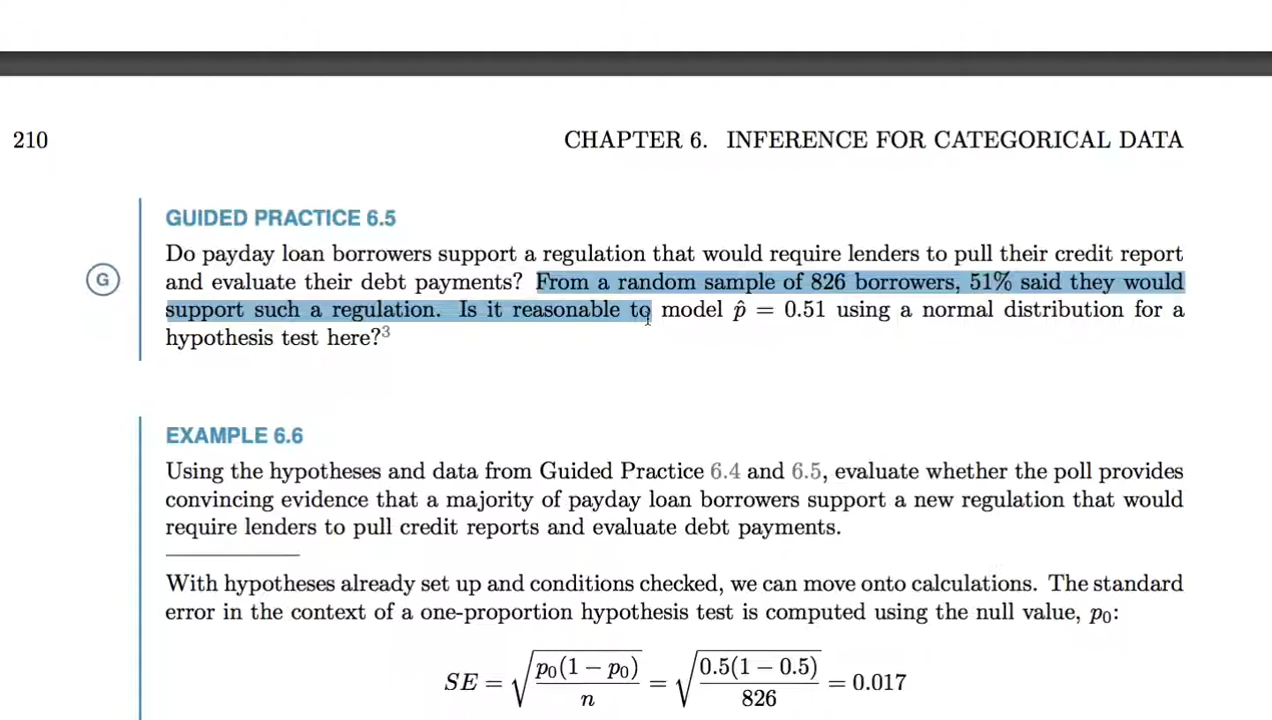 210
CHAPTER 6. INFERENCE FOR CATEGORICAL DATA
GUIDED PRACTICE 6.5
G
Do payday loan borrowers support a regulation that would require lenders to pull their credit report
and evaluate their debt payments? From a random sample of 826 borrowers, 51% said they would
support such a regulation. Is it reasonable to model p̂ = 0.51 using a normal distribution for a
hypothesis test here?³
EXAMPLE 6.6
Using the hypotheses and data from Guided Practice 6.4 and 6.5, evaluate whether the poll provides
convincing evidence that a majority of payday loan borrowers support a new regulation that would
require lenders to pull credit reports and evaluate debt payments.
With hypotheses already set up and conditions checked, we can move onto calculations. The standard
error in the context of a one-proportion hypothesis test is computed using the null value, p₀:
SE = √(p₀(1 − p₀)/n) = √(0.5(1 − 0.5)/826) = 0.017